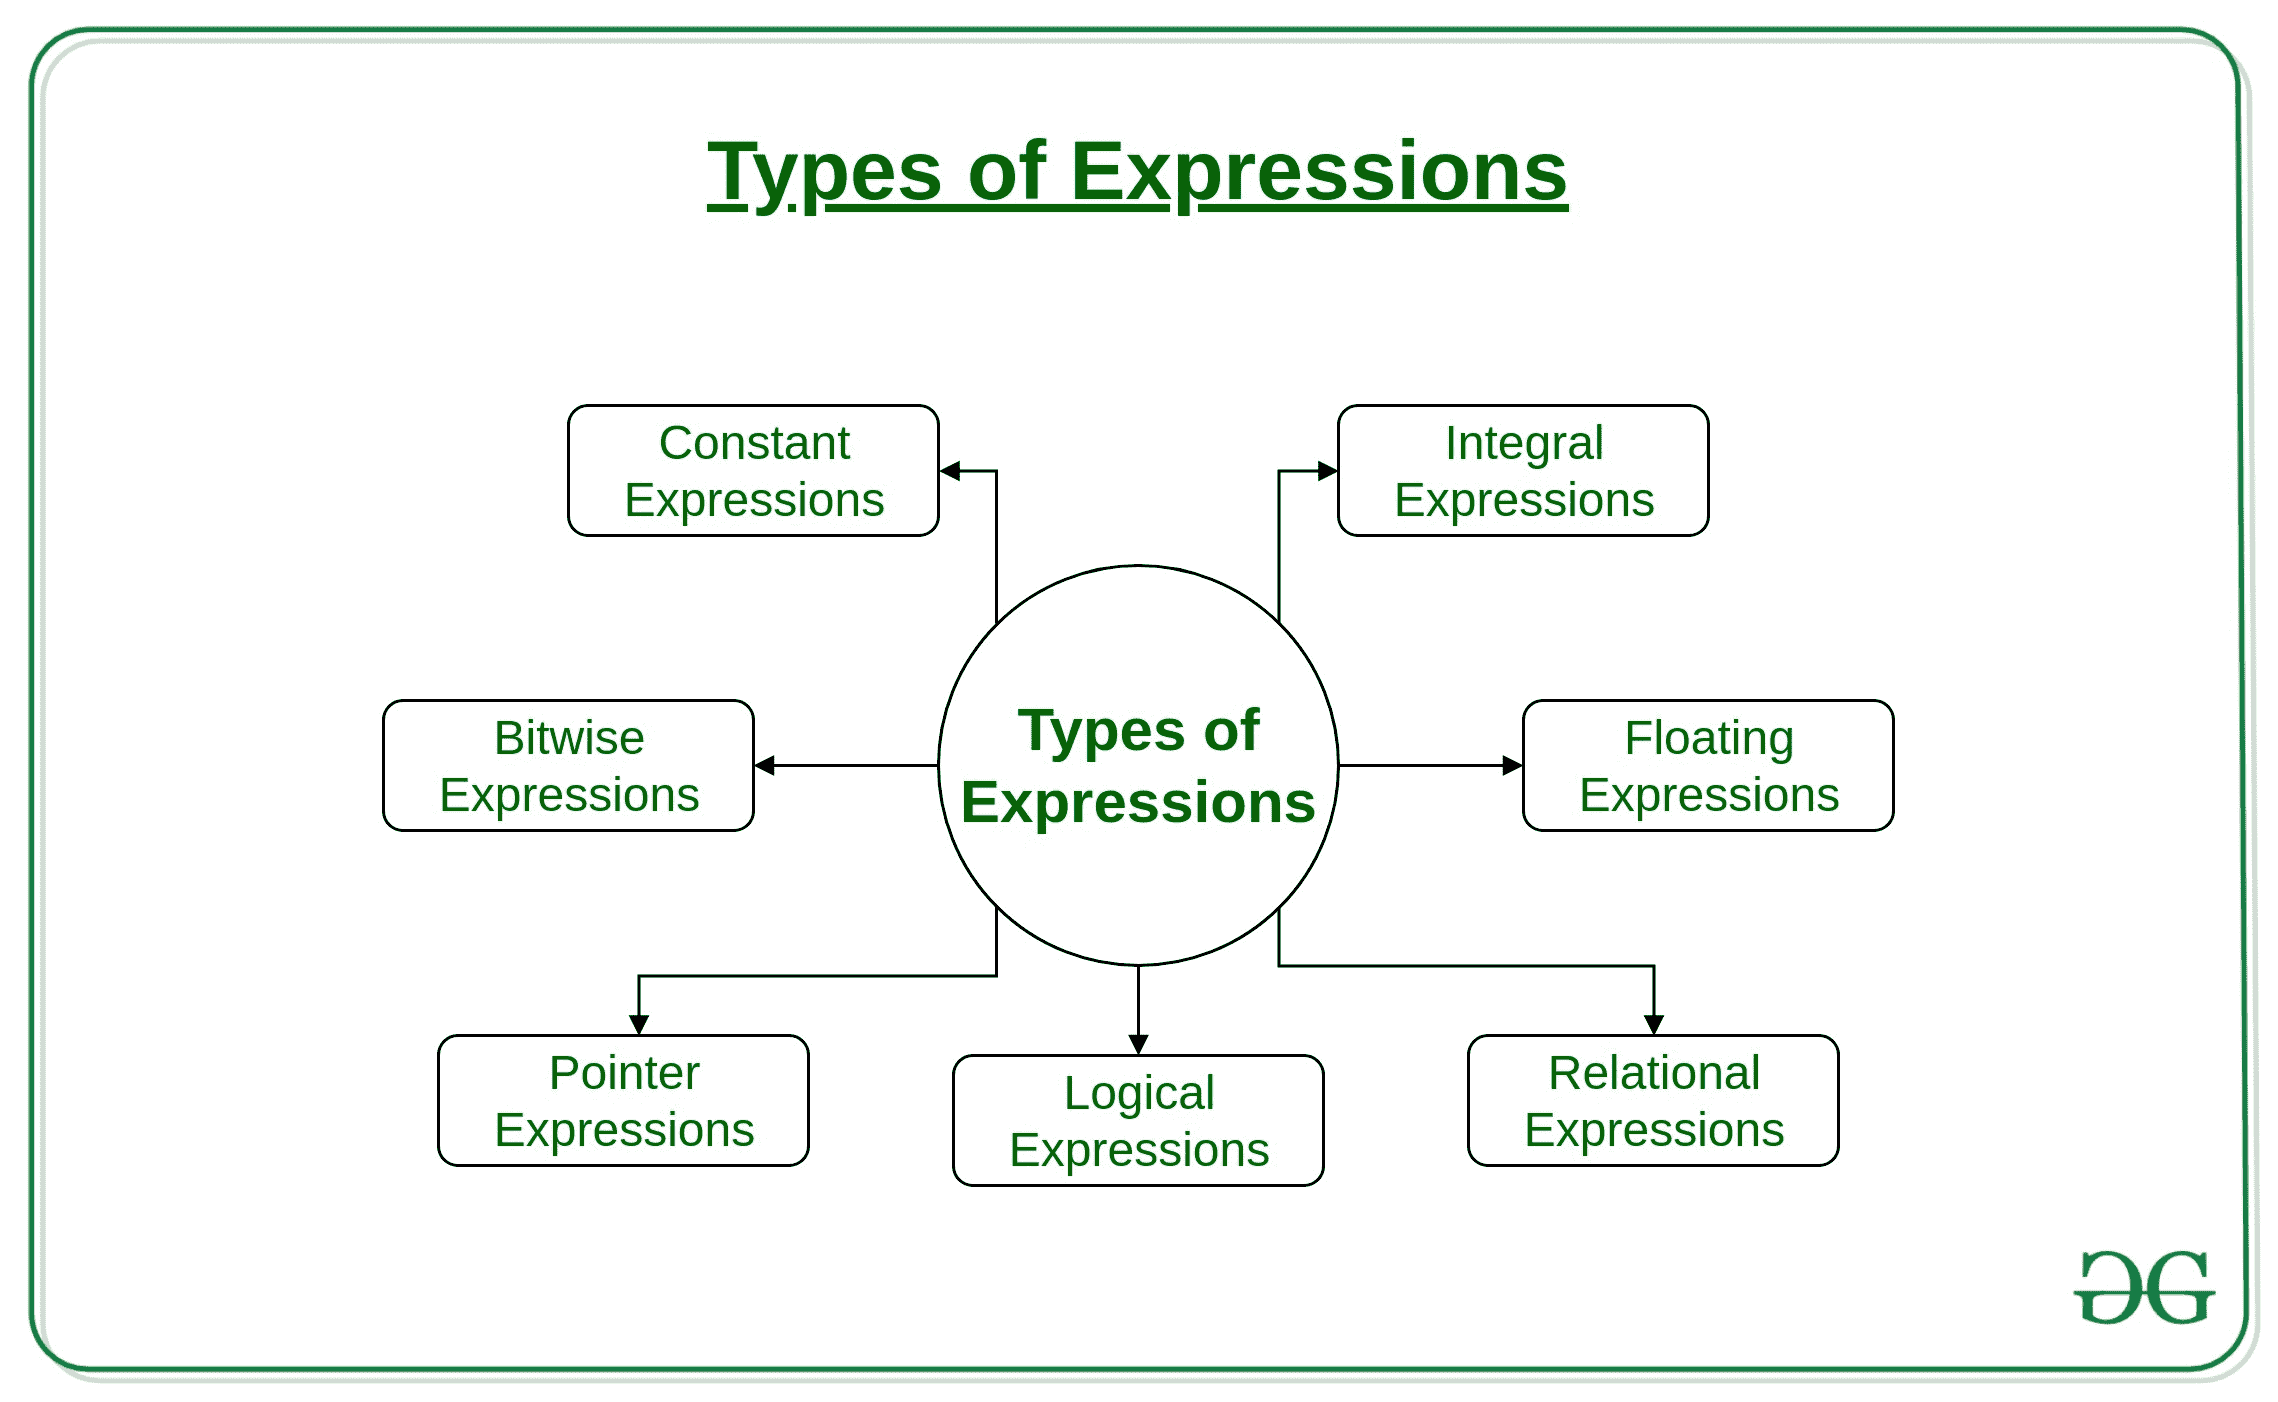 Types of Expressions
Constant
Expressions
Integral
Expressions
Types of
Expressions
Bitwise
Expressions
Floating
Expressions
Pointer
Expressions
Logical
Expressions
Relational
Expressions